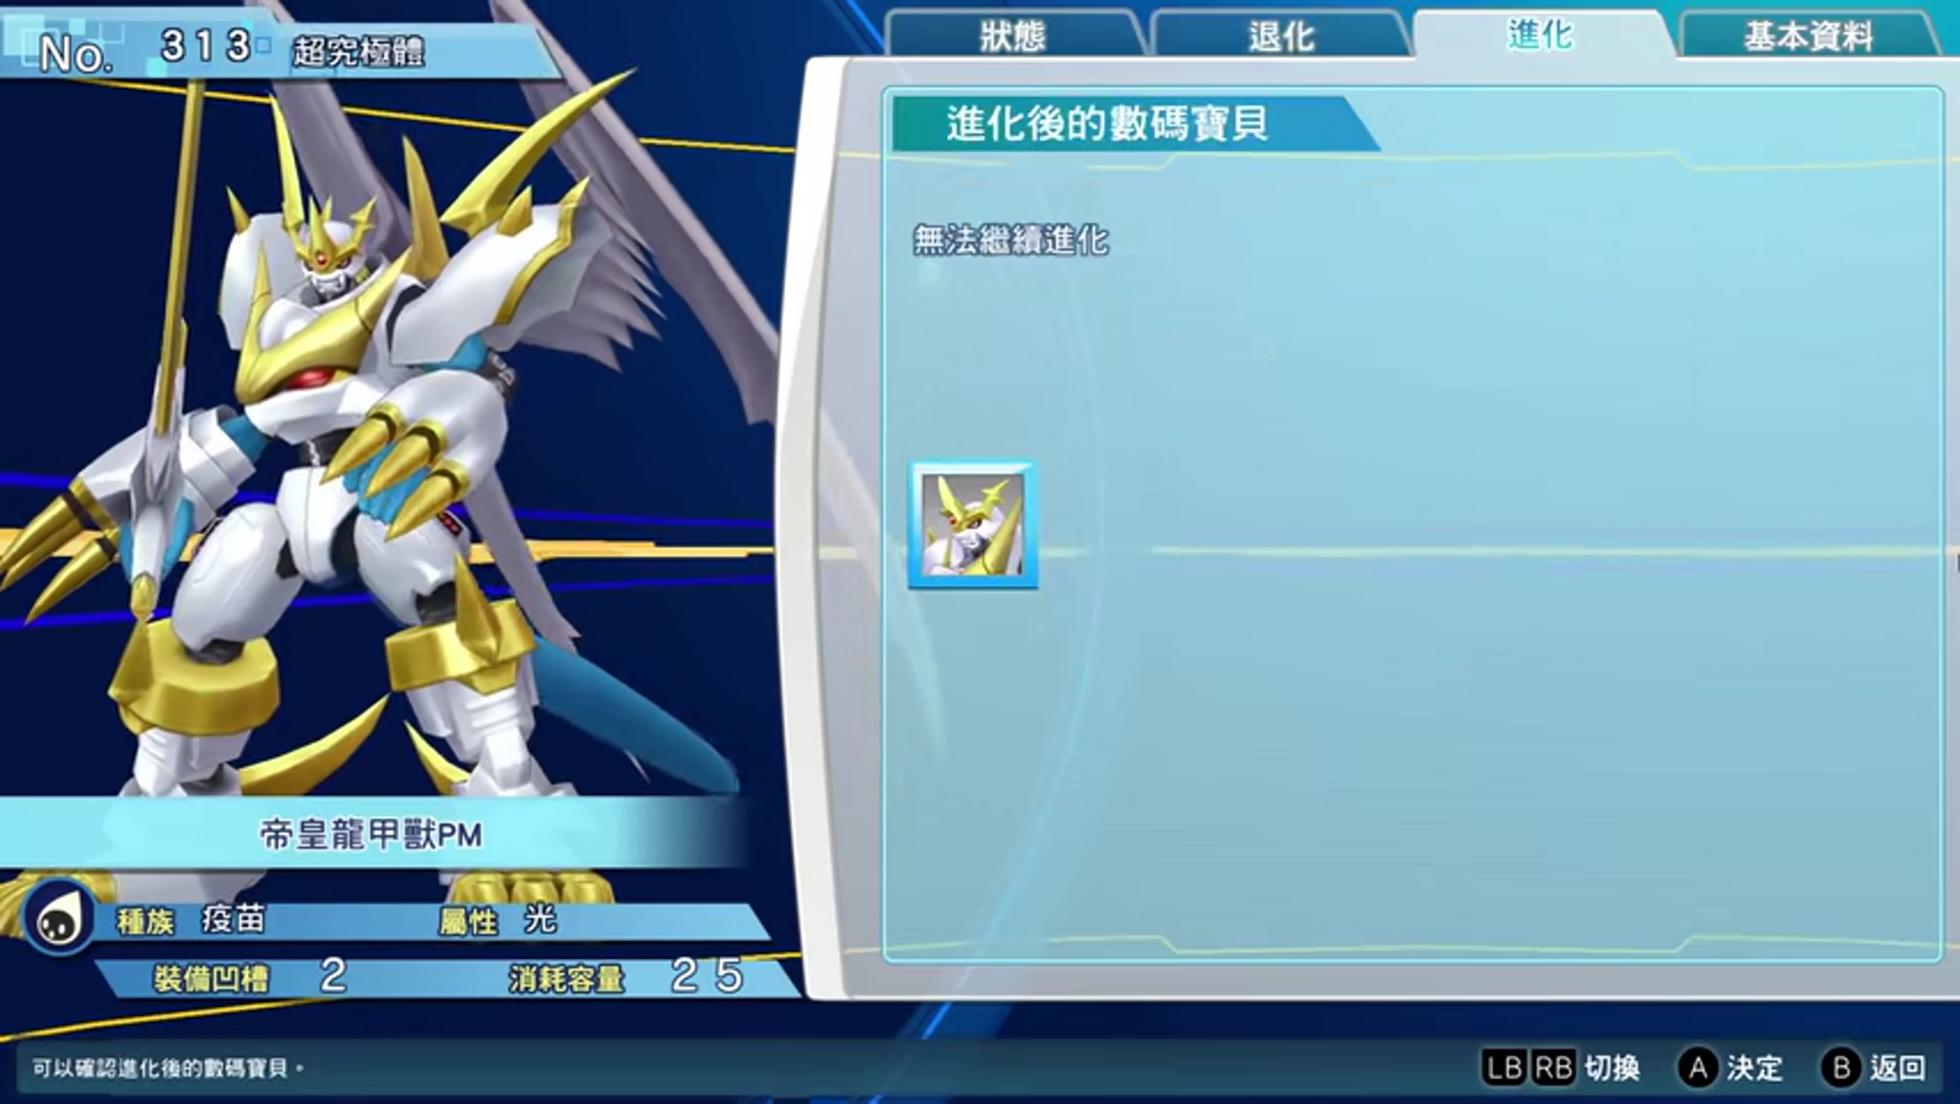 No. 313 超究極體
狀態
退化
進化
基本資料
進化後的數碼寶貝
無法繼續進化
帝皇龍甲獸PM
種族 疫苗 屬性 光
裝備凹槽 2 消耗容量 25
可以確認進化後的數碼寶貝。
LB RB 切換 A 決定 B 返回